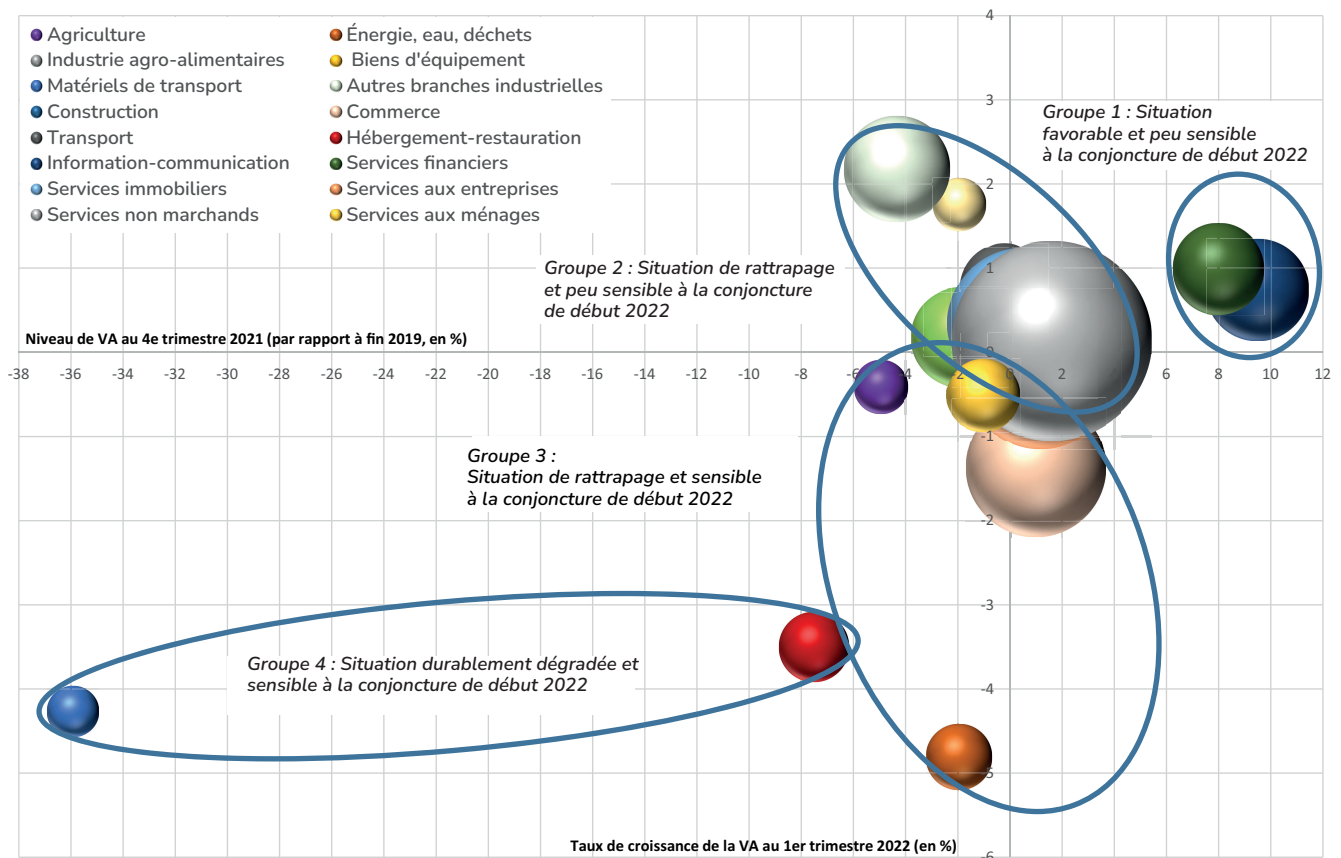 Agriculture
Énergie, eau, déchets
Industrie agro-alimentaires
Biens d'équipement
Matériels de transport
Autres branches industrielles
Construction
Commerce
Transport
Hébergement-restauration
Information-communication
Services financiers
Services immobiliers
Services aux entreprises
Services non marchands
Services aux ménages
4
3
Groupe 1 : Situation
favorable et peu sensible
à la conjoncture de début 2022
2
Groupe 2 : Situation de rattrapage
et peu sensible à la conjoncture
de début 2022
1
Niveau de VA au 4e trimestre 2021 (par rapport à fin 2019, en %)
0
-38 -36 -34 -32 -30 -28 -26 -24 -22 -20 -18 -16 -14 -12 -10 -8 -6 -4 -2 0 2 4 6 8 10 12
-1
Groupe 3 :
Situation de rattrapage et sensible
à la conjoncture de début 2022
-2
-3
Groupe 4 : Situation durablement dégradée et
sensible à la conjoncture de début 2022
-4
-5
Taux de croissance de la VA au 1er trimestre 2022 (en %)
-6